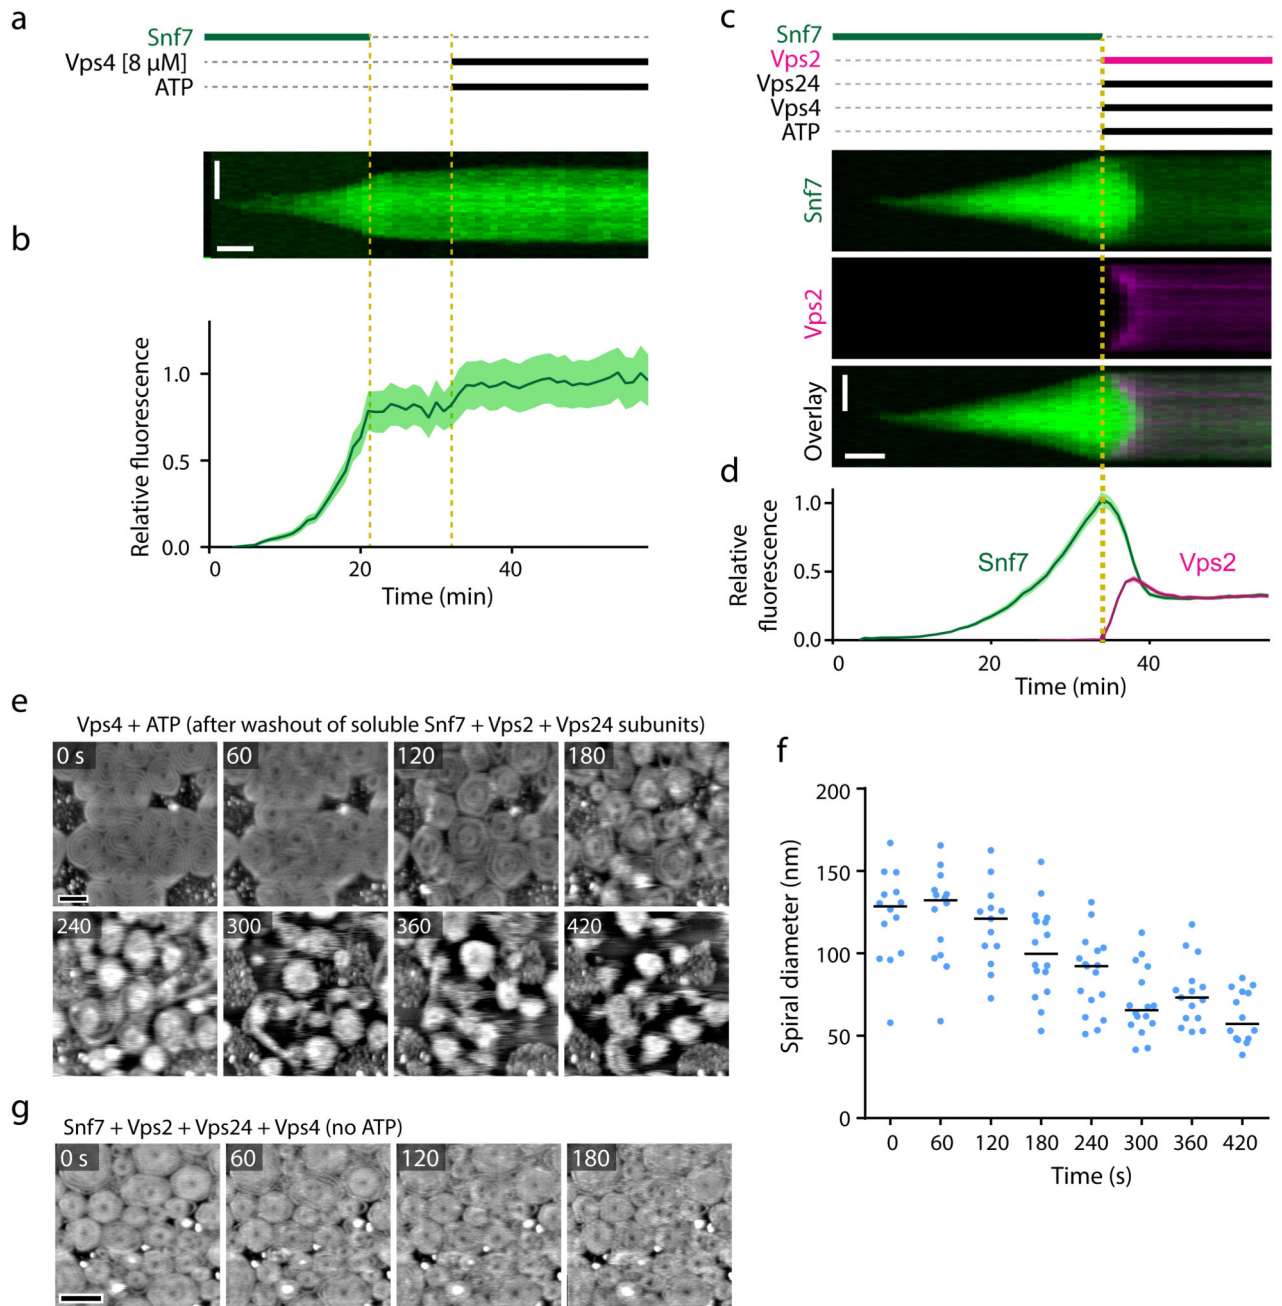 a
Snf7
Vps4 [8 µM]
ATP
b
Relative fluorescence
1.0
0.5
0.0
0
20
40
Time (min)
c
Snf7
Vps2
Vps24
Vps4
ATP
Snf7
Vps2
Overlay
d
Relative
fluorescence
1.0
0.5
0.0
Snf7
Vps2
0
20
40
Time (min)
e
Vps4 + ATP (after washout of soluble Snf7 + Vps2 + Vps24 subunits)
0 s
60
120
180
240
300
360
420
f
Spiral diameter (nm)
200
150
100
50
0
0
60
120
180
240
300
360
420
Time (s)
g
Snf7 + Vps2 + Vps24 + Vps4 (no ATP)
0 s
60
120
180